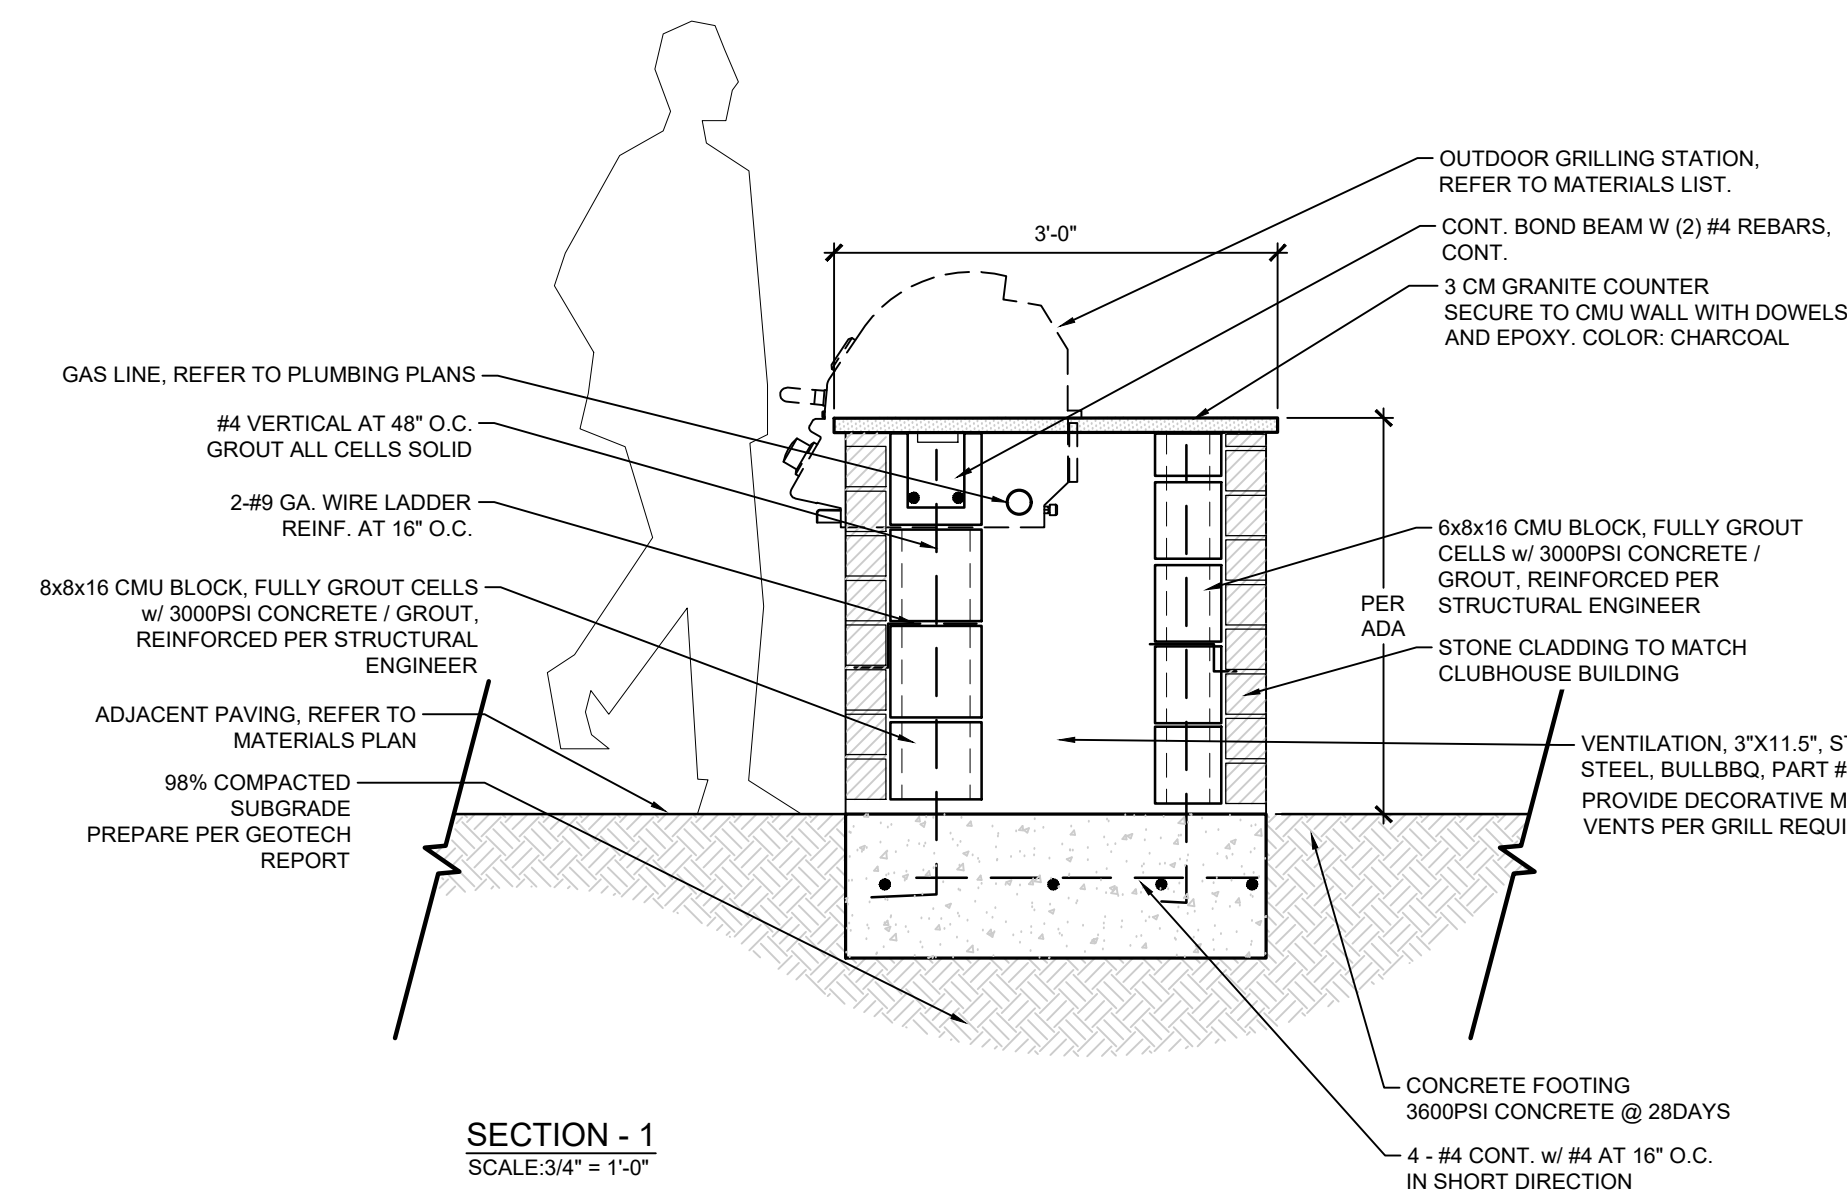 OUTDOOR GRILLING STATION,
REFER TO MATERIALS LIST.
CONT. BOND BEAM W (2) #4 REBARS,
CONT.
3 CM GRANITE COUNTER
SECURE TO CMU WALL WITH DOWELS
AND EPOXY. COLOR: CHARCOAL
3'-0"
GAS LINE, REFER TO PLUMBING PLANS
#4 VERTICAL AT 48" O.C.
GROUT ALL CELLS SOLID
2-#9 GA. WIRE LADDER
REINF. AT 16" O.C.
8x8x16 CMU BLOCK, FULLY GROUT CELLS
w/ 3000PSI CONCRETE / GROUT,
REINFORCED PER STRUCTURAL
ENGINEER
ADJACENT PAVING, REFER TO
MATERIALS PLAN
98% COMPACTED
SUBGRADE
PREPARE PER GEOTECH
REPORT
PER
ADA
6x8x16 CMU BLOCK, FULLY GROUT
CELLS w/ 3000PSI CONCRETE /
GROUT, REINFORCED PER
STRUCTURAL ENGINEER
STONE CLADDING TO MATCH
CLUBHOUSE BUILDING
VENTILATION, 3"X11.5",
STEEL, BULLBBQ, PART #
PROVIDE DECORATIVE
VENTS PER GRILL
CONCRETE FOOTING
3600PSI CONCRETE @ 28DAYS
4 - #4 CONT. w/ #4 AT 16" O.C.
IN SHORT DIRECTION
SECTION - 1
SCALE:3/4" = 1'-0"